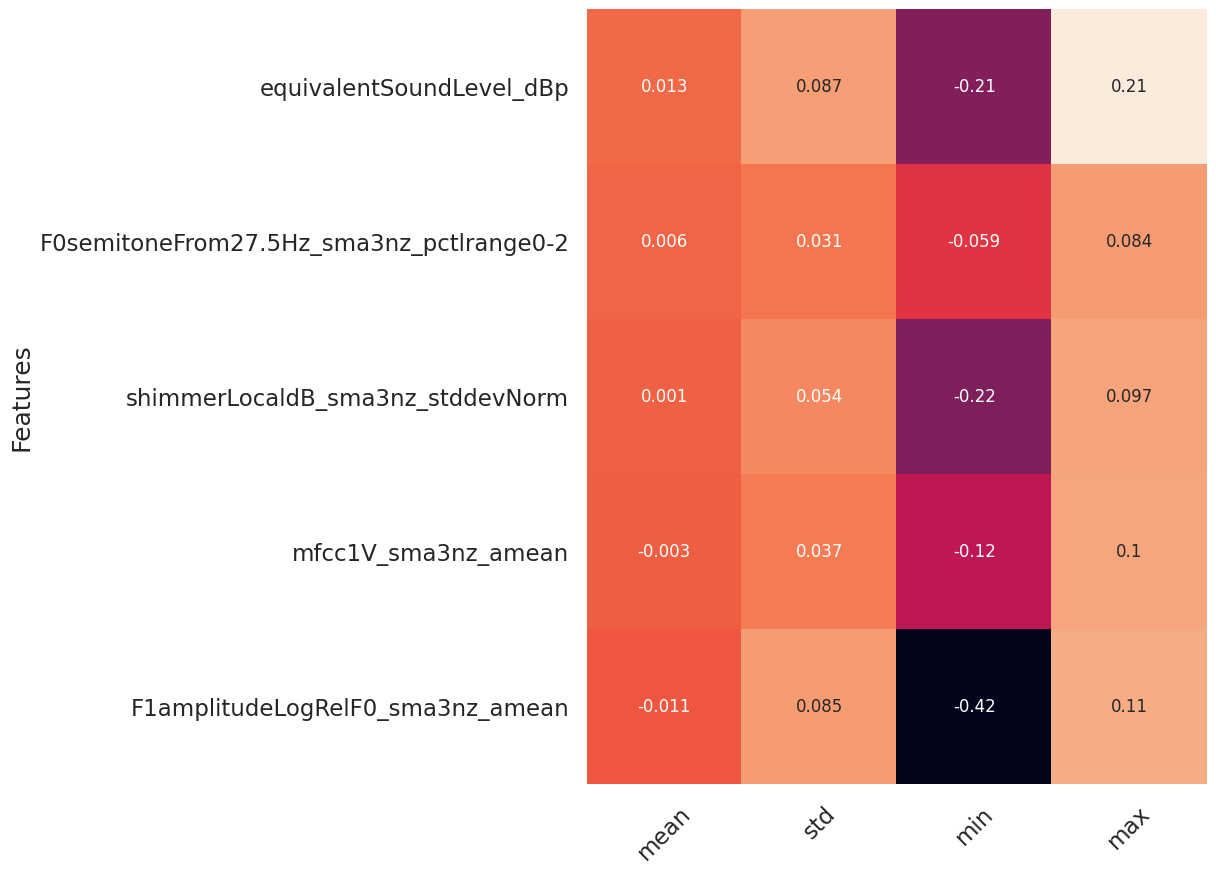 Features
equivalentSoundLevel_dBp 0.013 0.087 -0.21 0.21
F0semitoneFrom27.5Hz_sma3nz_pctlrange0-2 0.006 0.031 -0.059 0.084
shimmerLocaldB_sma3nz_stddevNorm 0.001 0.054 -0.22 0.097
mfcc1V_sma3nz_amean -0.003 0.037 -0.12 0.1
F1amplitudeLogRelF0_sma3nz_amean -0.011 0.085 -0.42 0.11
mean std min max